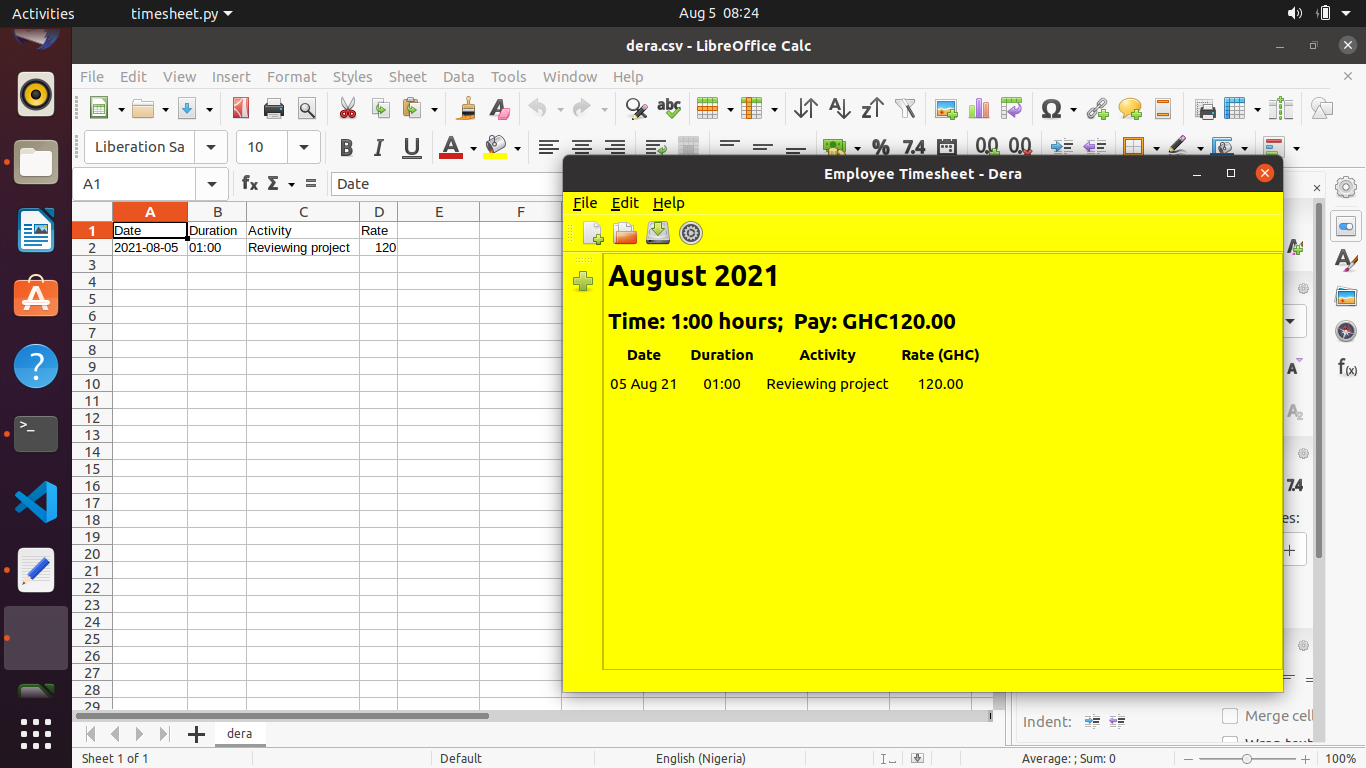 Activities timesheet.py Aug 5 08:24
dera.csv - LibreOffice Calc
File Edit View Insert Format Styles Sheet Data Tools Window Help
Liberation Sa 10
A1 Date
A B C D E F
1 Date Duration Activity Rate
2 2021-08-05 01:00 Reviewing project 120
3
4
5
6
7
8
9
10
11
12
13
14
15
16
17
18
19
20
21
22
23
24
25
26
27
28
29
Employee Timesheet - Dera
File Edit Help
August 2021
Time: 1:00 hours; Pay: GHC120.00
Date Duration Activity Rate (GHC)
05 Aug 21 01:00 Reviewing project 120.00
Indent: Merge cell
dera
Sheet 1 of 1 Default English (Nigeria) Average: ; Sum: 0 100%